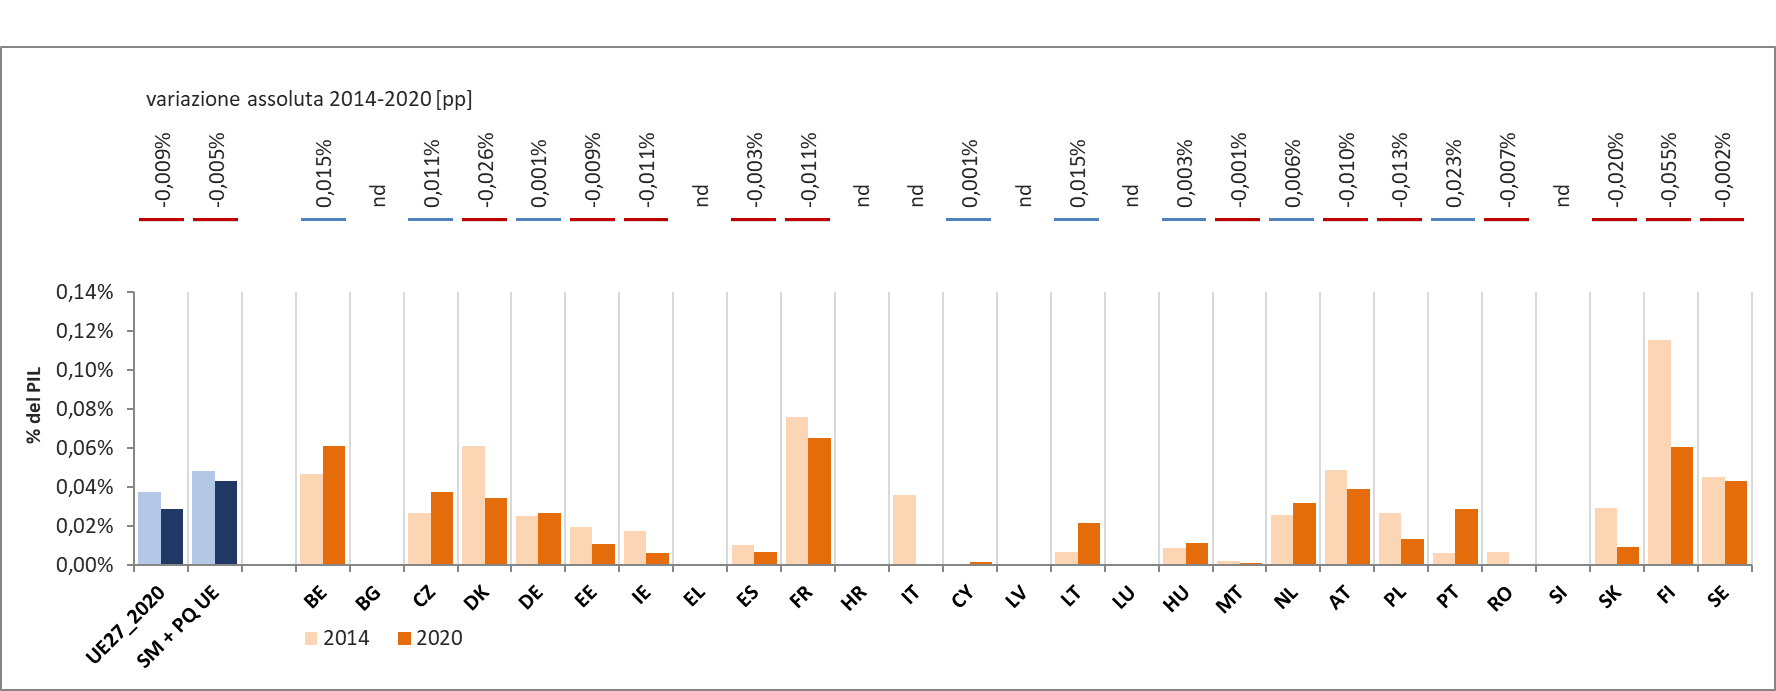 variazione assoluta 2014-2020 [pp]
-0,009%
-0,005%
0,015%
nd
0,011%
-0,026%
0,001%
-0,009%
-0,011%
nd
-0,003%
-0,011%
nd
nd
0,001%
nd
0,015%
nd
0,003%
-0,001%
0,006%
-0,010%
-0,013%
0,023%
-0,007%
nd
-0,020%
-0,055%
-0,002%
% del PIL
0,14%
0,12%
0,10%
0,08%
0,06%
0,04%
0,02%
0,00%
UE27_2020
SM + PQ UE
BE
BG
CZ
DK
DE
EE
IE
EL
ES
FR
HR
IT
CY
LV
LT
LU
HU
MT
NL
AT
PL
PT
RO
SI
SK
FI
SE
2014
2020